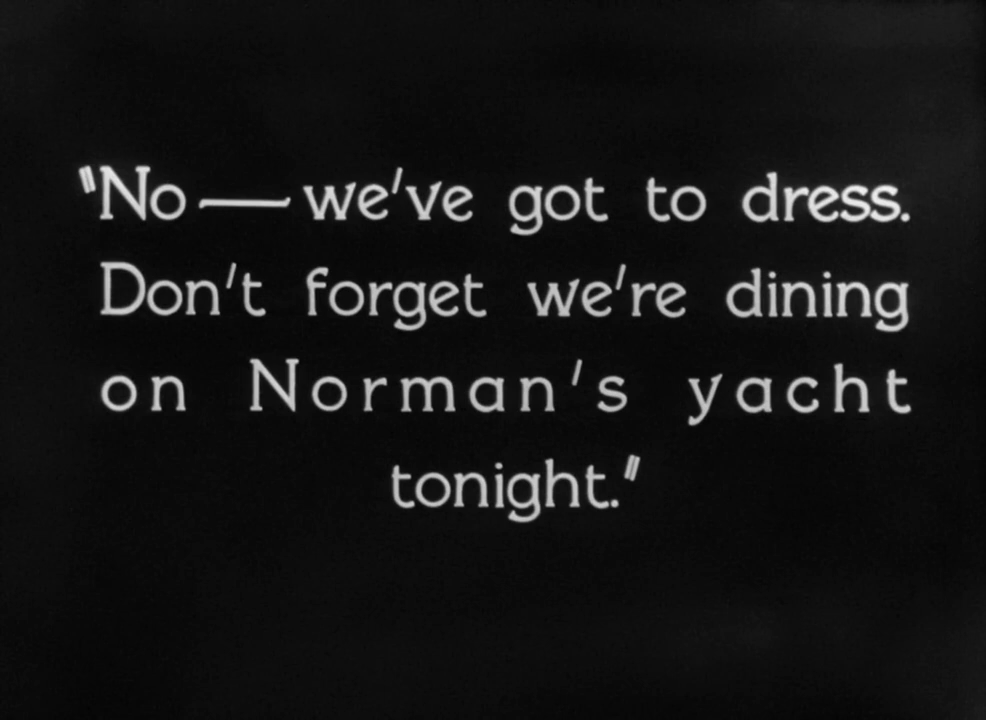 "No — we've got to dress.
Don't forget we're dining
on Norman's yacht
tonight."